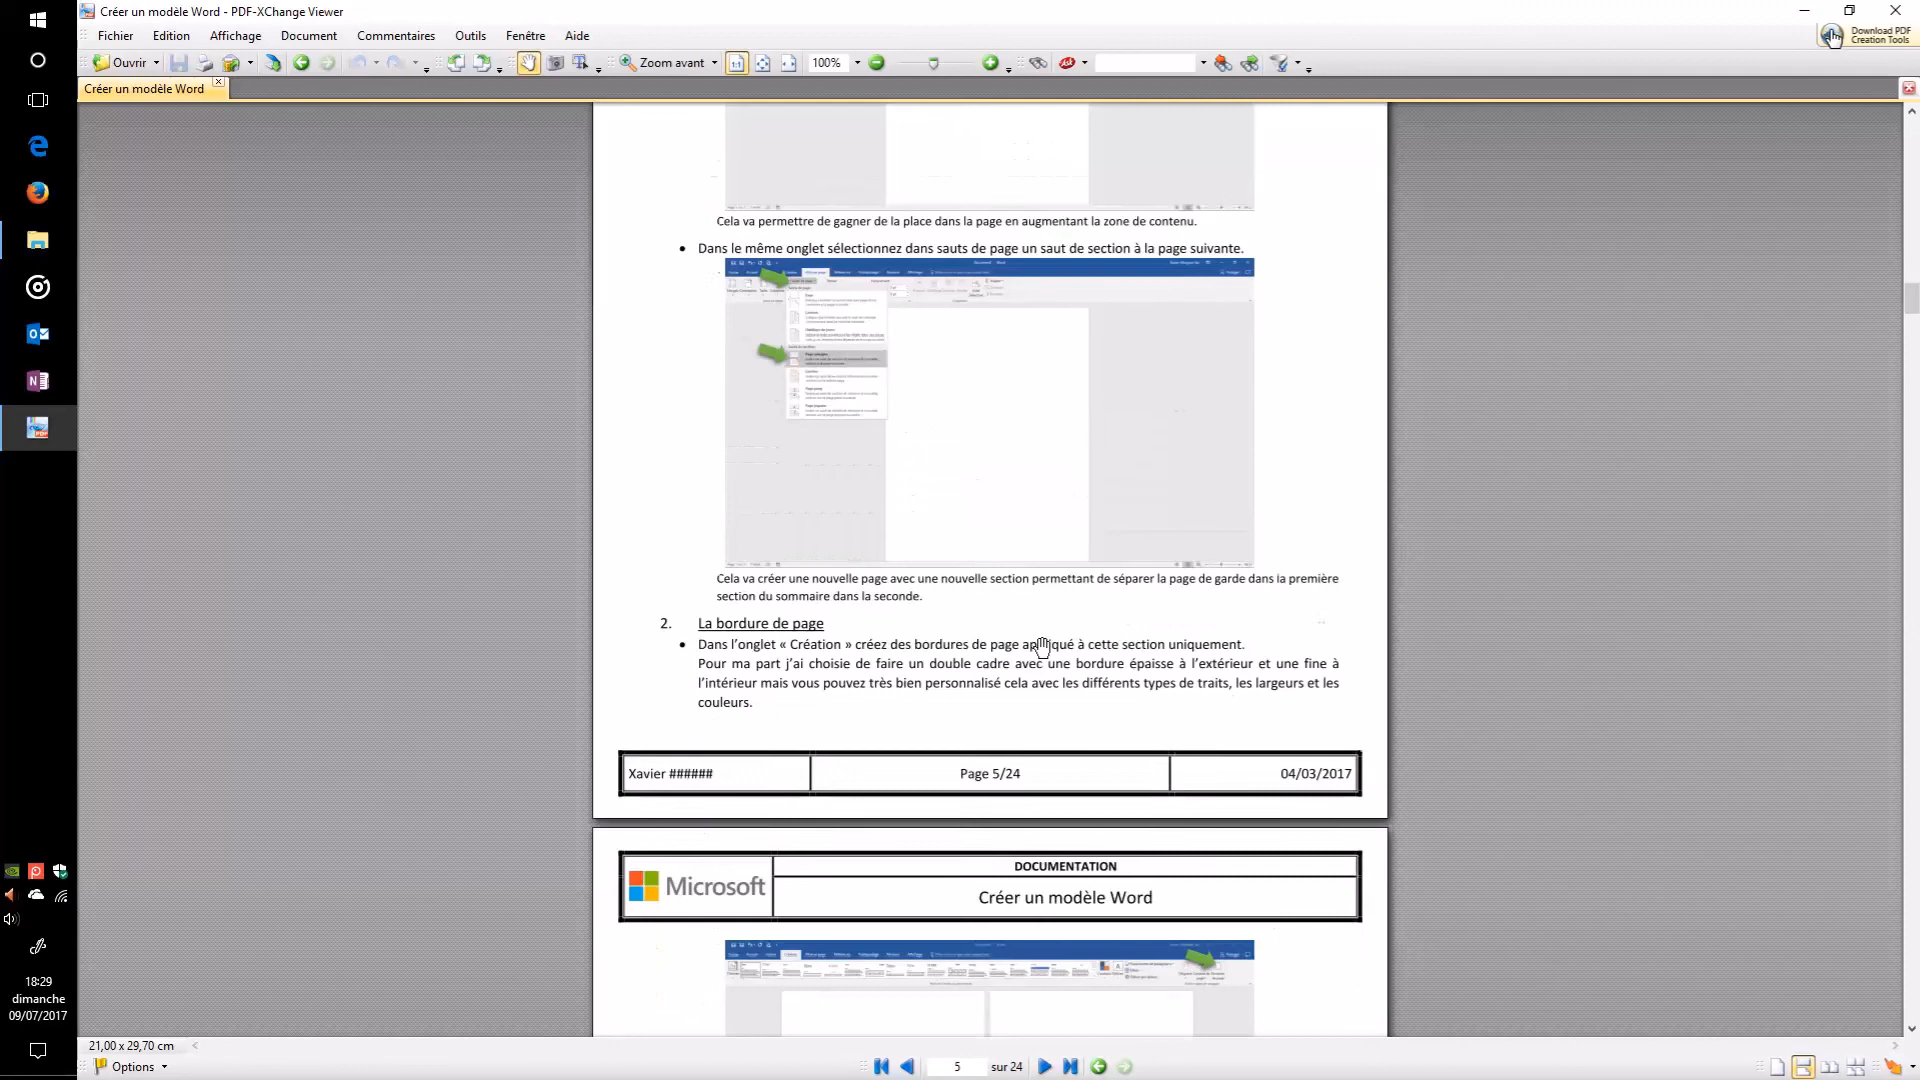 Créer un modèle Word - PDF-XChange Viewer
Fichier Edition Affichage Document Commentaires Outils Fenêtre Aide
Download PDF
Creation Tools
Ouvrir Zoom avant 100%
Créer un modèle Word
Cela va permettre de gagner de la place dans la page en augmentant la zone de contenu.
• Dans le même onglet sélectionnez dans sauts de page un saut de section à la page suivante.
Cela va créer une nouvelle page avec une nouvelle section permettant de séparer la page de garde dans la première
section du sommaire dans la seconde.
2. La bordure de page
• Dans l’onglet « Création » créez des bordures de page appliqué à cette section uniquement.
Pour ma part j’ai choisie de faire un double cadre avec une bordure épaisse à l’extérieur et une fine à
l’intérieur mais vous pouvez très bien personnalisé cela avec les différents types de traits, les largeurs et les
couleurs.
Xavier ###### Page 5/24 04/03/2017
Microsoft
DOCUMENTATION
Créer un modèle Word
18:29
dimanche
09/07/2017
21,00 x 29,70 cm
Options 5 sur 24